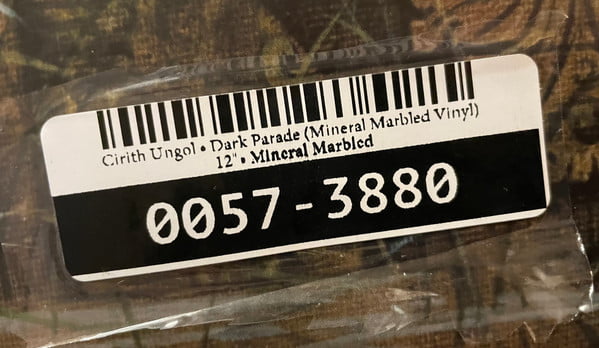 Cirith Ungol • Dark Parade (Mineral Marbled Vinyl)
12" • Mineral Marbled
0057-3880